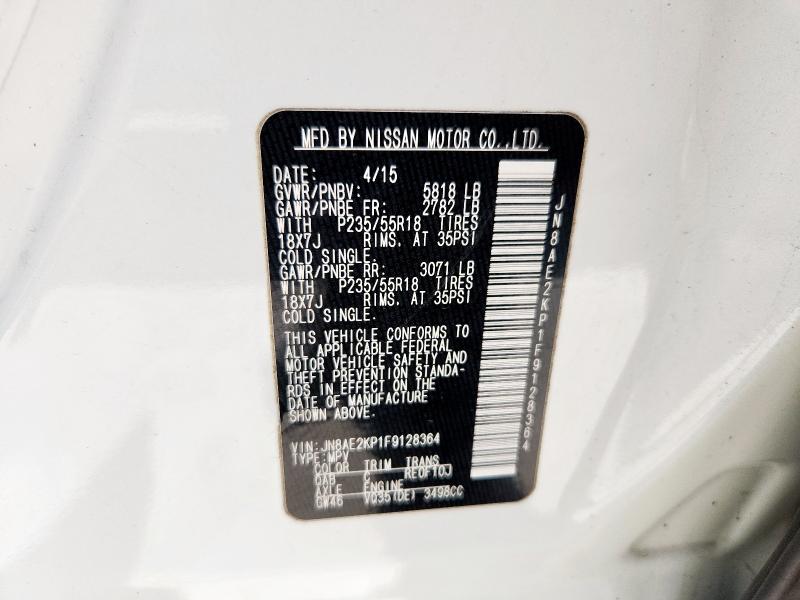 MFD BY NISSAN MOTOR CO.,LTD.
DATE: 4/15
GVWR/PNBV: 5818 LB
GAWR/PNBE FR: 2782 LB
WITH P235/55R18 TIRES
18X7J RIMS. AT 35PSI
COLD SINGLE.
GAWR/PNBE RR: 3071 LB
WITH P235/55R18 TIRES
18X7J RIMS. AT 35PSI
COLD SINGLE.
THIS VEHICLE CONFORMS TO
ALL APPLICABLE FEDERAL
MOTOR VEHICLE SAFETY AND
THEFT PREVENTION STANDA-
RDS IN EFFECT ON THE
DATE OF MANUFACTURE
SHOWN ABOVE.
VIN:JN8AE2KP1F9128364
TYPE:MPV
COLOR TRIM TRANS
QAB C RE0F10J
AXLE ENGINE
GW46 VQ35(DE) 3498CC
JN8AE2KP1F9128364